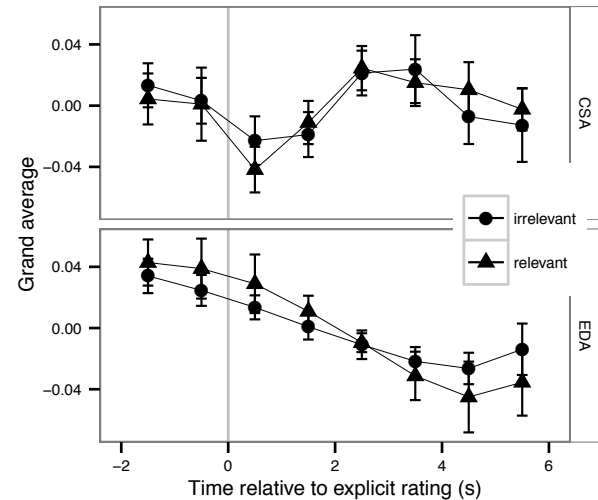 0.04
0.00
−0.04
CSA
Grand average
irrelevant
relevant
0.04
0.00
−0.04
EDA
−2 0 2 4 6
Time relative to explicit rating (s)